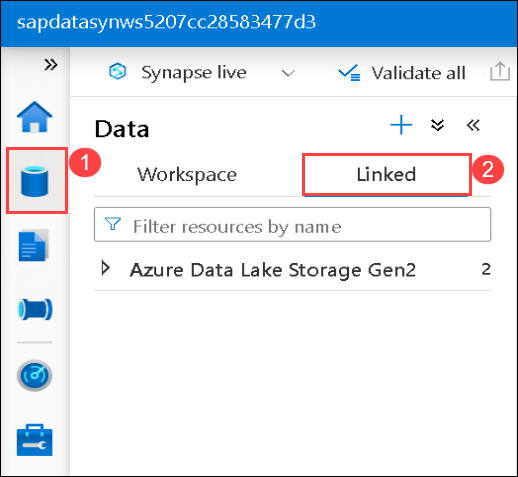 sapdatasynws5207cc28583477d3
Synapse live
Validate all
Data
1
Workspace
Linked
2
Filter resources by name
Azure Data Lake Storage Gen2 2